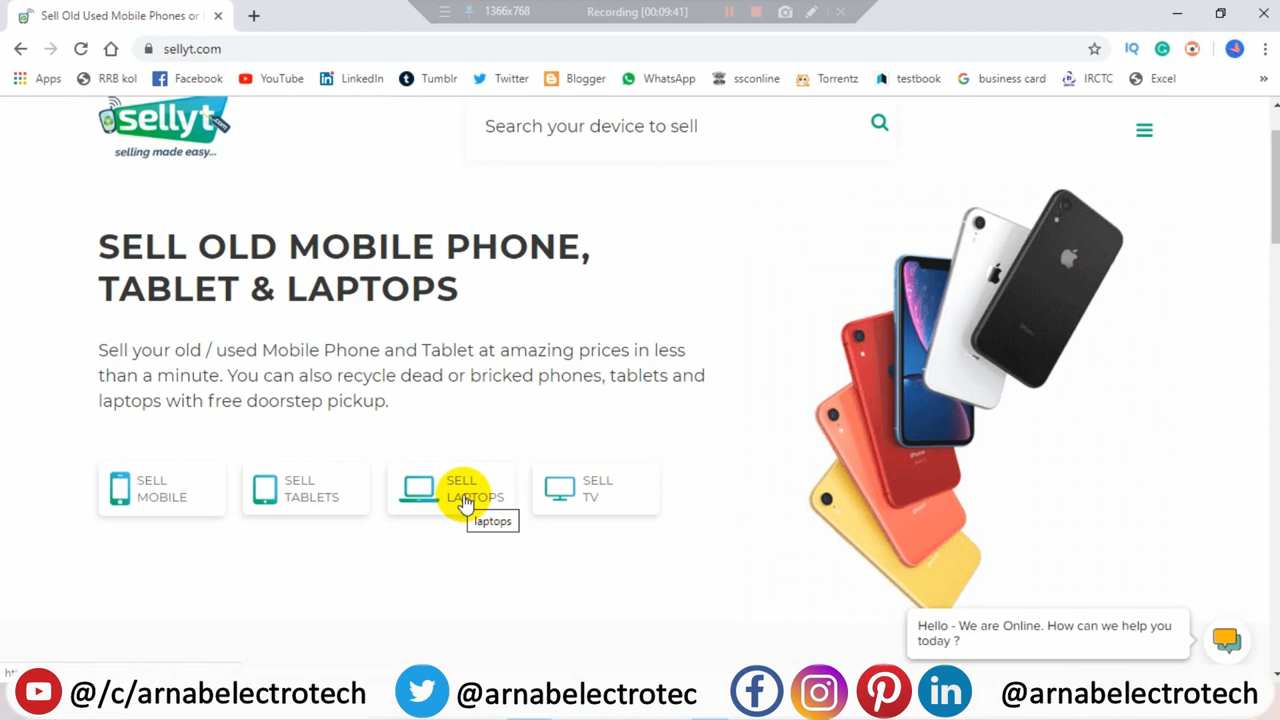 Sell Old Used Mobile Phones or
1366x768
Recording [00:09:41]
sellyt.com
Apps
RRB kol
Facebook
YouTube
LinkedIn
Tumblr
Twitter
Blogger
WhatsApp
ssconline
Torrentz
testbook
business card
IRCTC
Excel
sellyt.com
selling made easy...
Search your device to sell
SELL OLD MOBILE PHONE,
TABLET & LAPTOPS
Sell your old / used Mobile Phone and Tablet at amazing prices in less
than a minute. You can also recycle dead or bricked phones, tablets and
laptops with free doorstep pickup.
SELL
MOBILE
SELL
TABLETS
SELL
LAPTOPS
SELL
TV
laptops
Hello - We are Online. How can we help you
today ?
@/c/arnabelectrotech
@arnabelectrotec
@arnabelectrotech